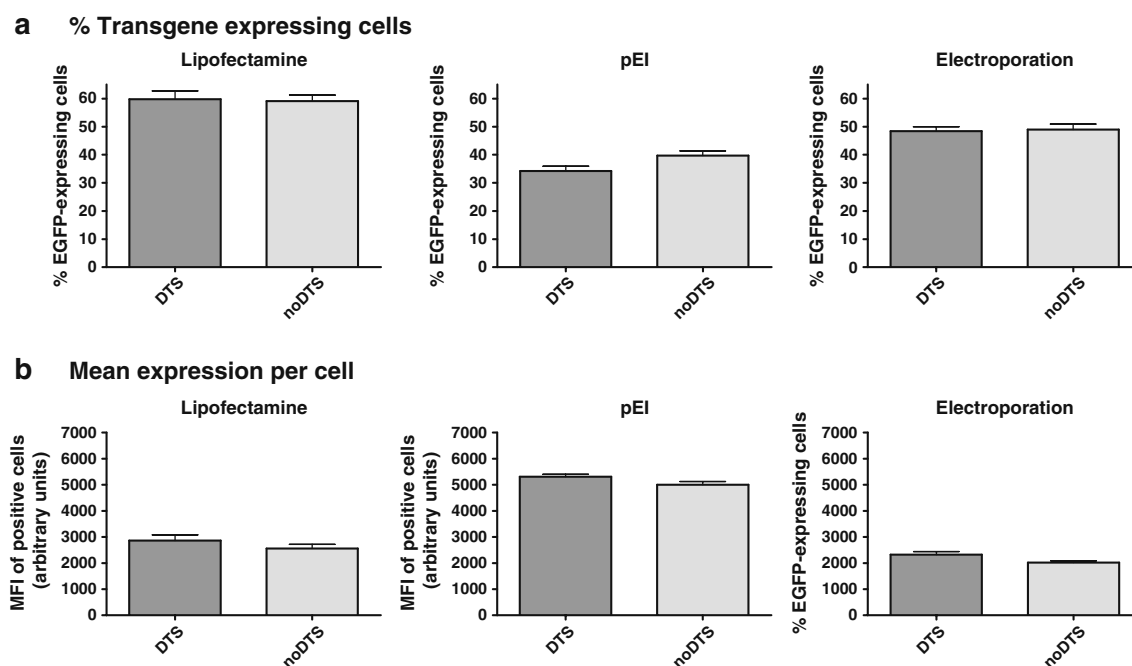 a % Transgene expressing cells
Lipofectamine
% EGFP-expressing cells
60
50
40
30
20
10
0
DTS
noDTS
pEI
% EGFP-expressing cells
60
50
40
30
20
10
0
DTS
noDTS
Electroporation
% EGFP-expressing cells
60
50
40
30
20
10
0
DTS
noDTS
b Mean expression per cell
Lipofectamine
MFI of positive cells
(arbitrary units)
7000
6000
5000
4000
3000
2000
1000
0
DTS
noDTS
pEI
MFI of positive cells
(arbitrary units)
7000
6000
5000
4000
3000
2000
1000
0
DTS
noDTS
Electroporation
% EGFP-expressing cells
7000
6000
5000
4000
3000
2000
1000
0
DTS
noDTS